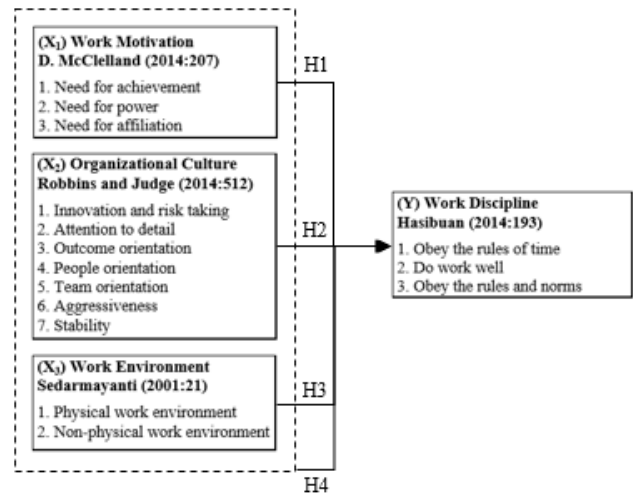 (X₁) Work Motivation
D. McClelland (2014:207)
1. Need for achievement
2. Need for power
3. Need for affiliation
H1
(X₂) Organizational Culture
Robbins and Judge (2014:512)
1. Innovation and risk taking
2. Attention to detail
3. Outcome orientation
4. People orientation
5. Team orientation
6. Aggressiveness
7. Stability
H2
(X₃) Work Environment
Sedarmayanti (2001:21)
1. Physical work environment
2. Non-physical work environment
H3
H4
(Y) Work Discipline
Hasibuan (2014:193)
1. Obey the rules of time
2. Do work well
3. Obey the rules and norms